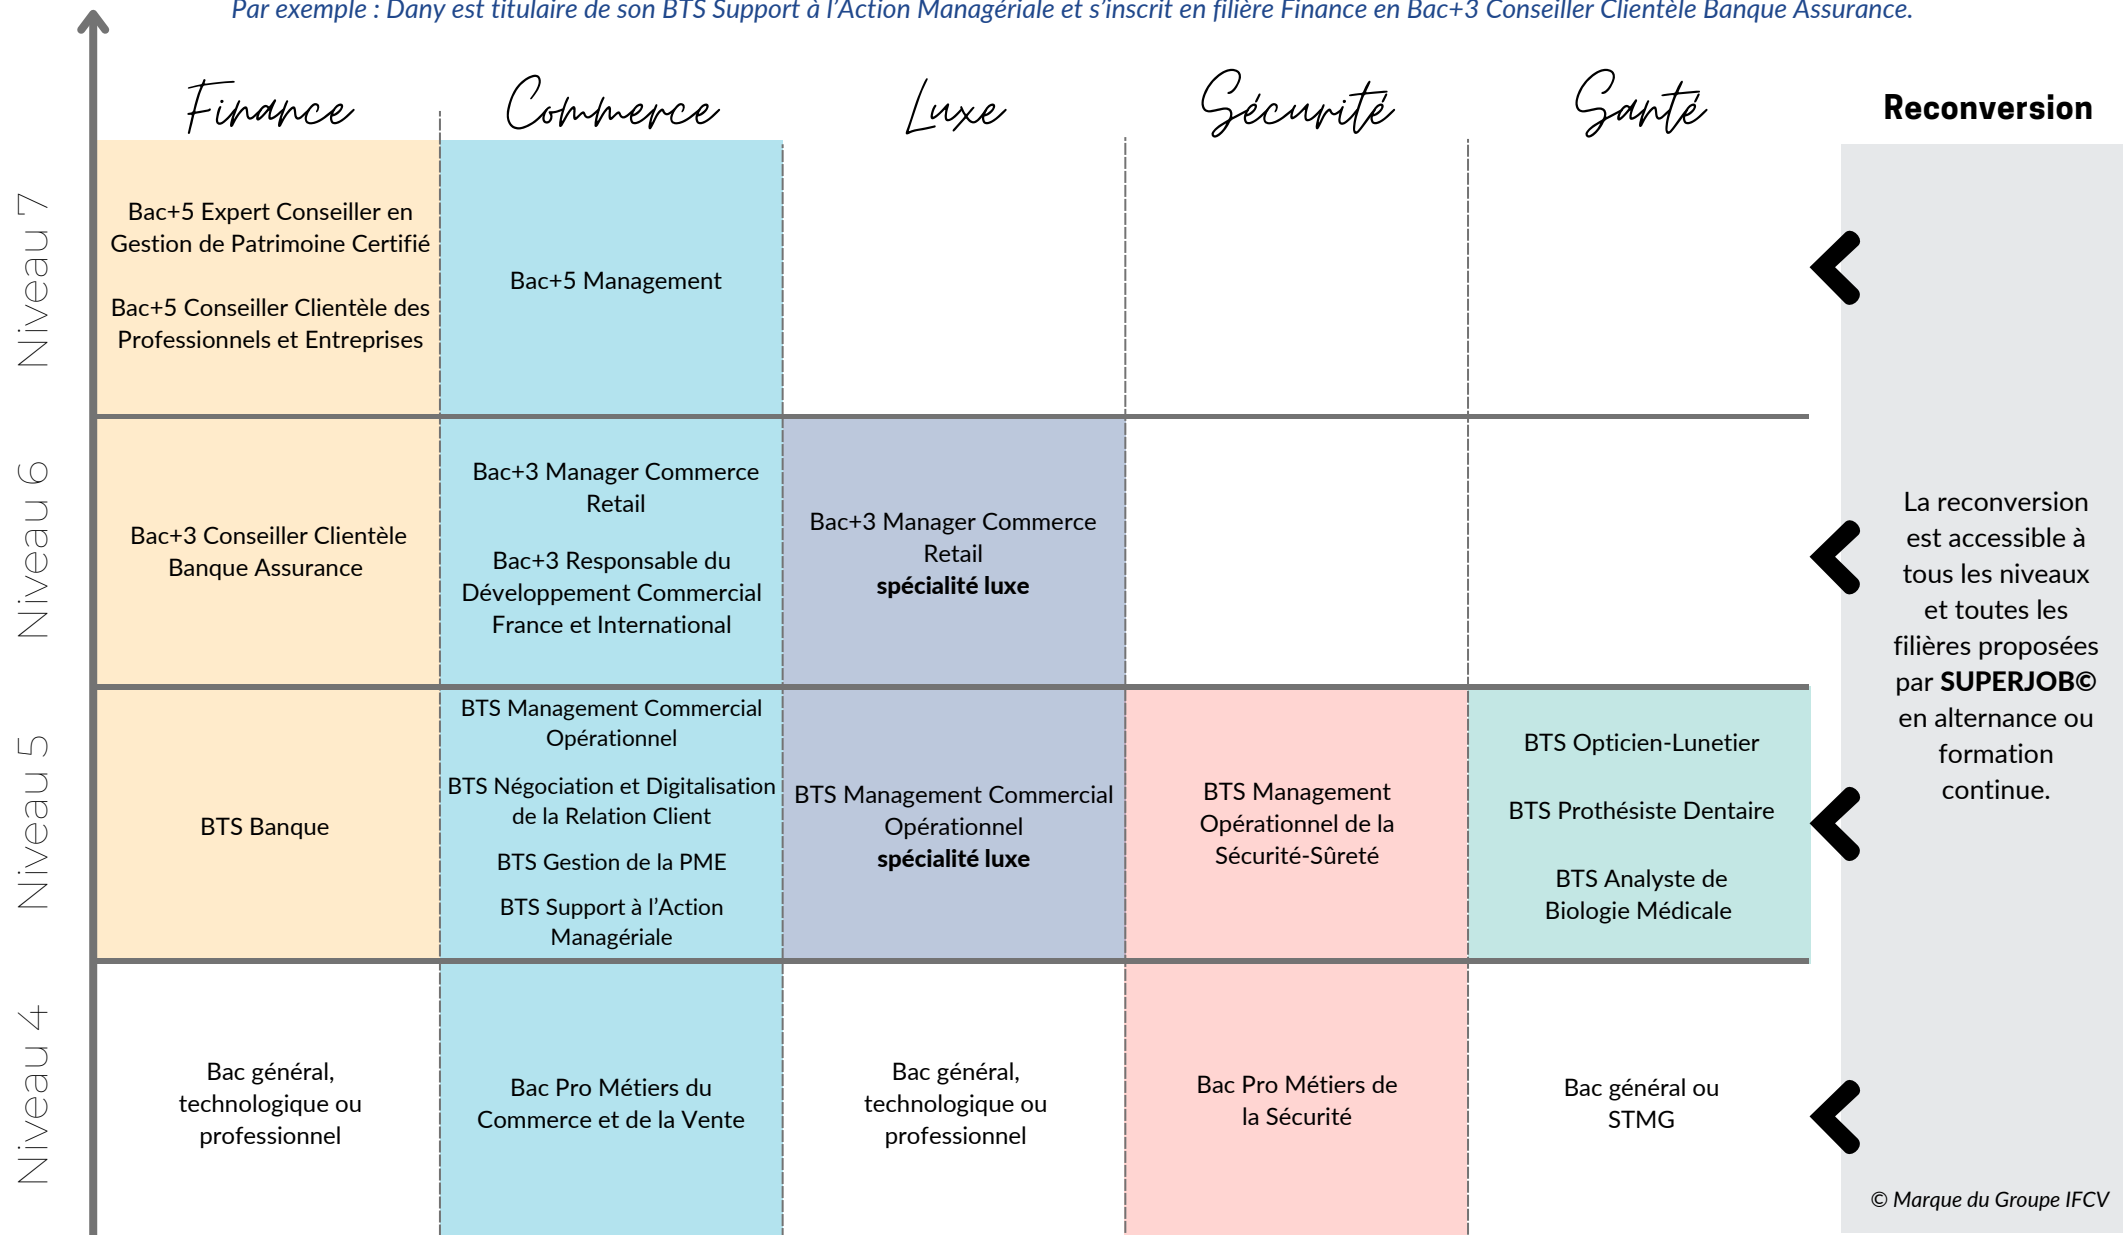 Par exemple : Dany est titulaire de son BTS Support à l'Action Managériale et s'inscrit en filière Finance en Bac+3 Conseiller Clientèle Banque Assurance.
Finance
Commerce
Luxe
Sécurité
Santé
Reconversion
Niveau 7
Bac+5 Expert Conseiller en
Gestion de Patrimoine Certifié
Bac+5 Conseiller Clientèle des
Professionnels et Entreprises
Bac+5 Management
Niveau 6
Bac+3 Conseiller Clientèle
Banque Assurance
Bac+3 Manager Commerce
Retail
Bac+3 Responsable du
Développement Commercial
France et International
Bac+3 Manager Commerce
Retail
spécialité luxe
Niveau 5
BTS Banque
BTS Management Commercial
Opérationnel
BTS Négociation et Digitalisation
de la Relation Client
BTS Gestion de la PME
BTS Support à l'Action
Managériale
BTS Management Commercial
Opérationnel
spécialité luxe
BTS Management
Opérationnel de la
Sécurité-Sûreté
BTS Opticien-Lunetier
BTS Prothésiste Dentaire
BTS Analyste de
Biologie Médicale
Niveau 4
Bac général,
technologique ou
professionnel
Bac Pro Métiers du
Commerce et de la Vente
Bac général,
technologique ou
professionnel
Bac Pro Métiers de
la Sécurité
Bac général ou
STMG
La reconversion
est accessible à
tous les niveaux
et toutes les
filières proposées
par SUPERJOB©
en alternance ou
formation
continue.
© Marque du Groupe IFCV